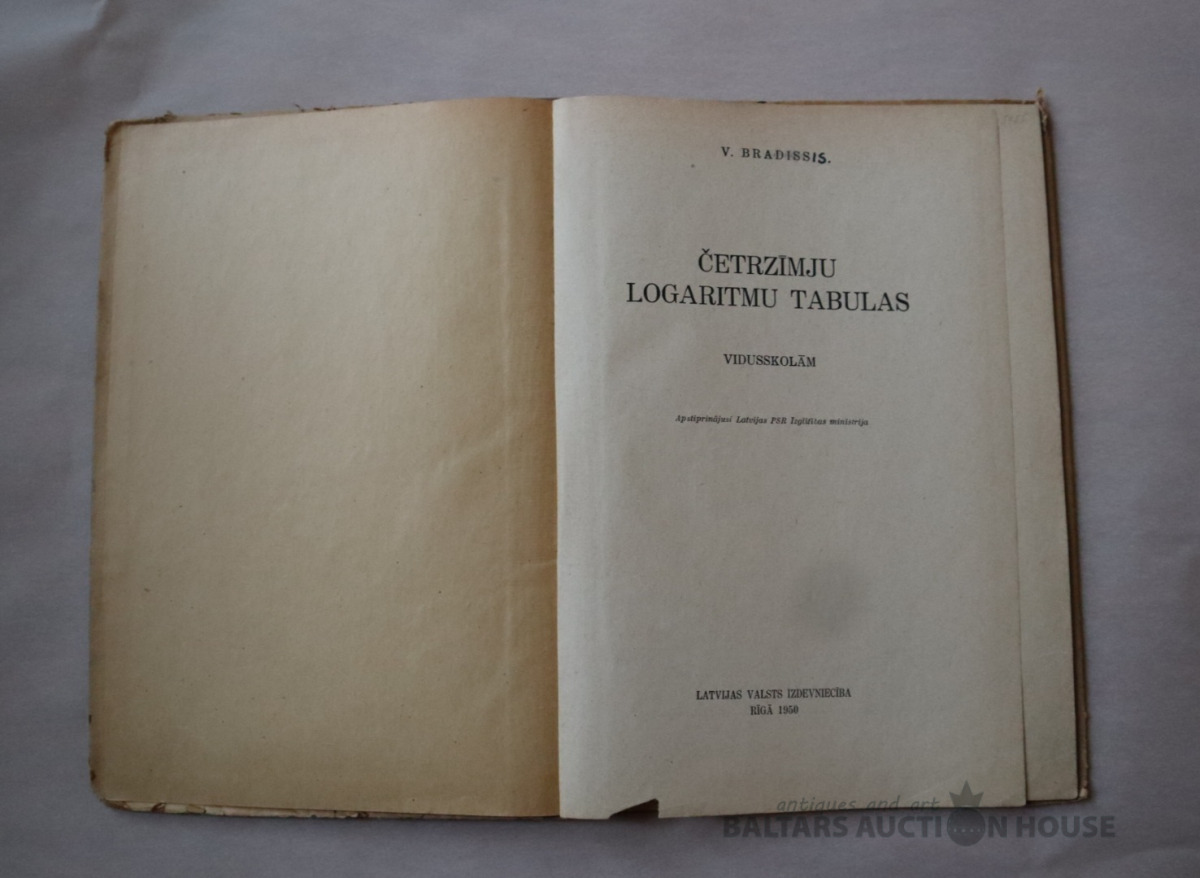 V. BRADISSIS.
ČETRZĪMJU
LOGARITMU TABULAS
VIDUSSKOLĀM
Apstiprinājusi Latvijas PSR Izglītības ministrija
LATVIJAS VALSTS IZDEVNIECĪBA
RĪGĀ 1950
antiques and art
BALTARS AUCTION HOUSE